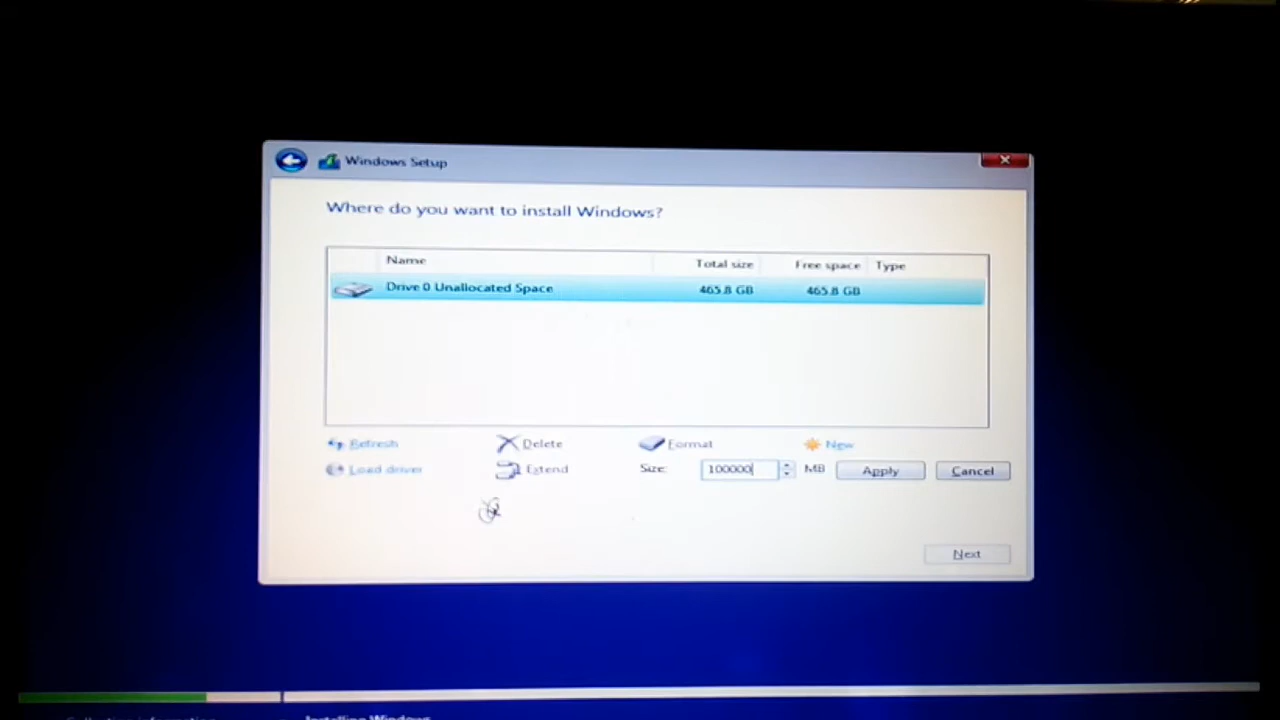 Windows Setup
Where do you want to install Windows?
Name Total size Free space Type
Drive 0 Unallocated Space 465.8 GB 465.8 GB
Refresh Delete Format New
Load driver Extend Size: 100000 MB Apply Cancel
Next
Collecting information Installing Windows